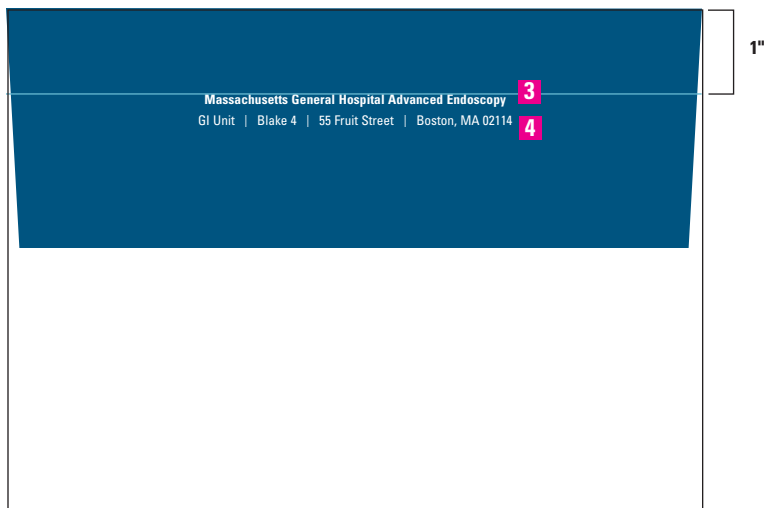 1"
Massachusetts General Hospital Advanced Endoscopy 3
GI Unit | Blake 4 | 55 Fruit Street | Boston, MA 02114 4